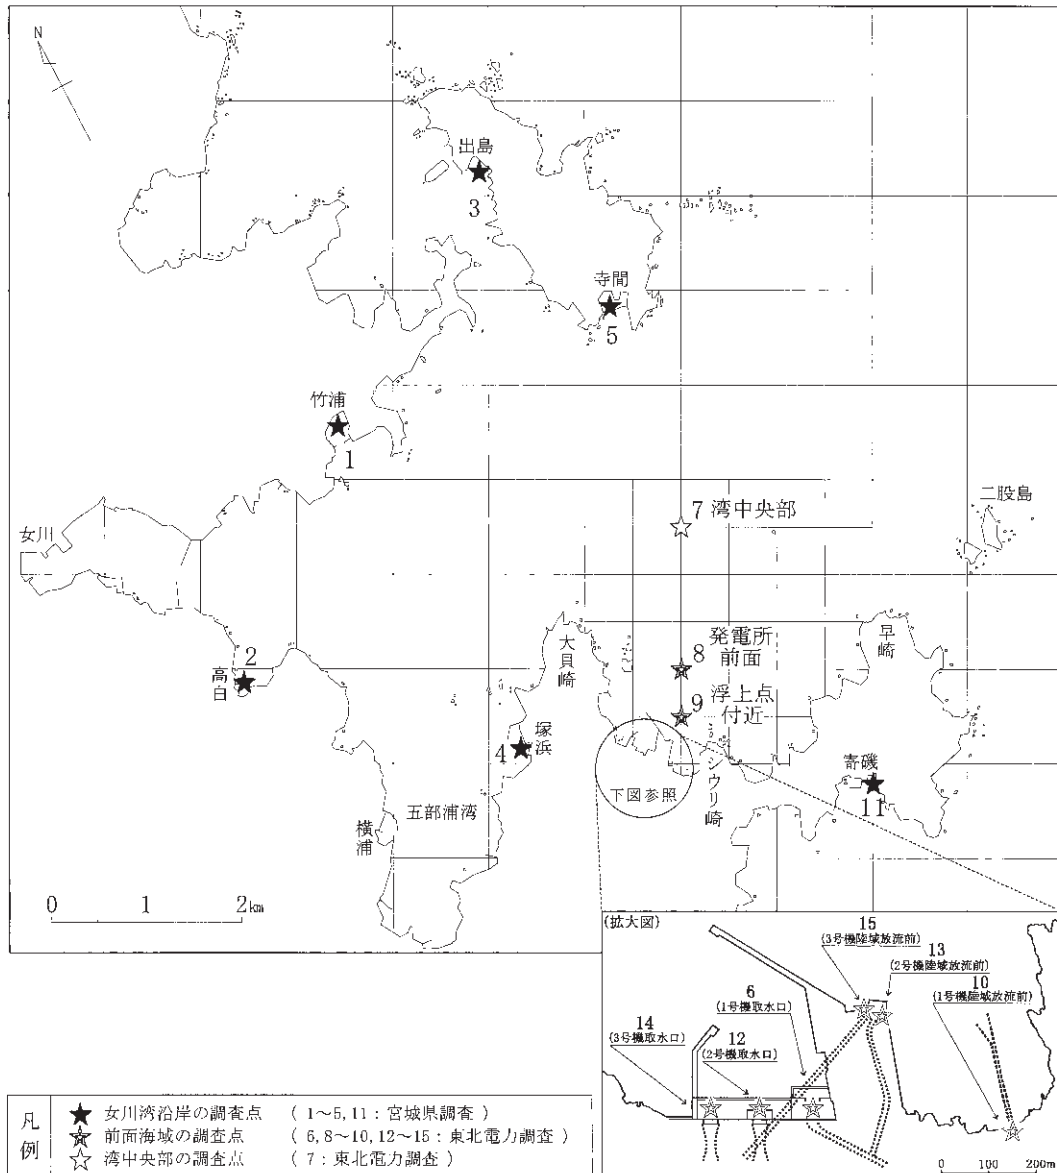 N
出島
3
寺間
5
竹浦
1
二股島
7 湾中央部
女川
大貝崎
早崎
8 発電所
前面
2
高白
9 浮上点
付近
4
塚浜
シウリ崎
寄磯
11
下図参照
五部浦湾
横浦
0 1 2km
(拡大図)
15
(3号機陸域放流前)
13
(2号機陸域放流前)
10
(1号機陸域放流前)
6
(1号機取水口)
14
(3号機取水口)
12
(2号機取水口)
0 100 200m
凡例
★ 女川湾沿岸の調査点 ( 1~5, 11 : 宮城県調査 )
前面海域の調査点 ( 6, 8~10, 12~15 : 東北電力調査 )
☆ 湾中央部の調査点 ( 7 : 東北電力調査 )